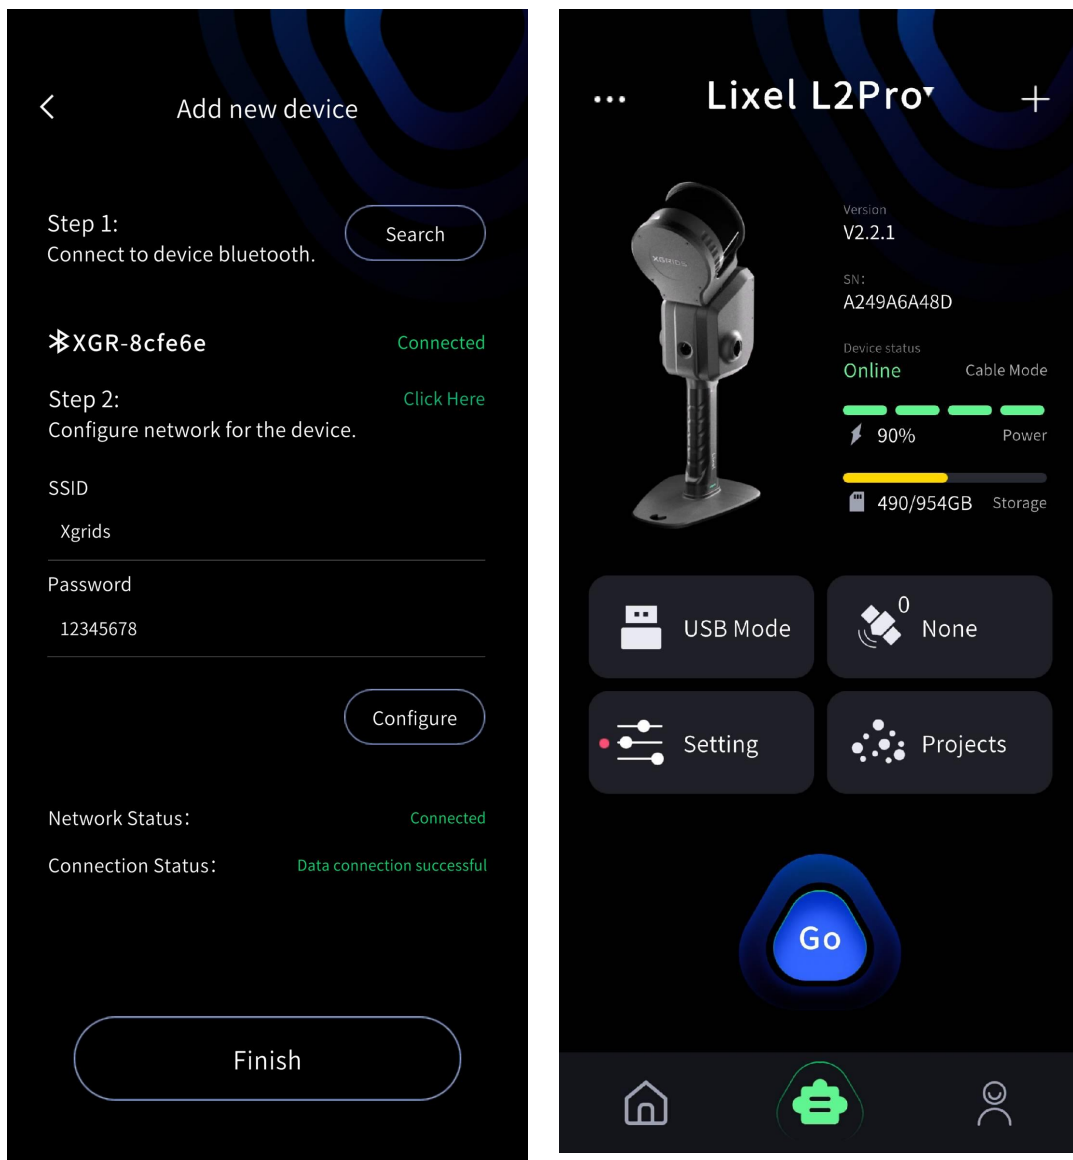 Add new device
Step 1:
Connect to device bluetooth.
Search
XGR-8cfe6e
Connected
Step 2:
Click Here
Configure network for the device.
SSID
Xgrids
Password
12345678
Configure
Network Status:
Connected
Connection Status:
Data connection successful
Finish
Lixel L2Pro
XGRIDS
Version
V2.2.1
SN:
A249A6A48D
Device status
Online
Cable Mode
90%
Power
490/954GB
Storage
USB Mode
0
None
Setting
Projects
Go